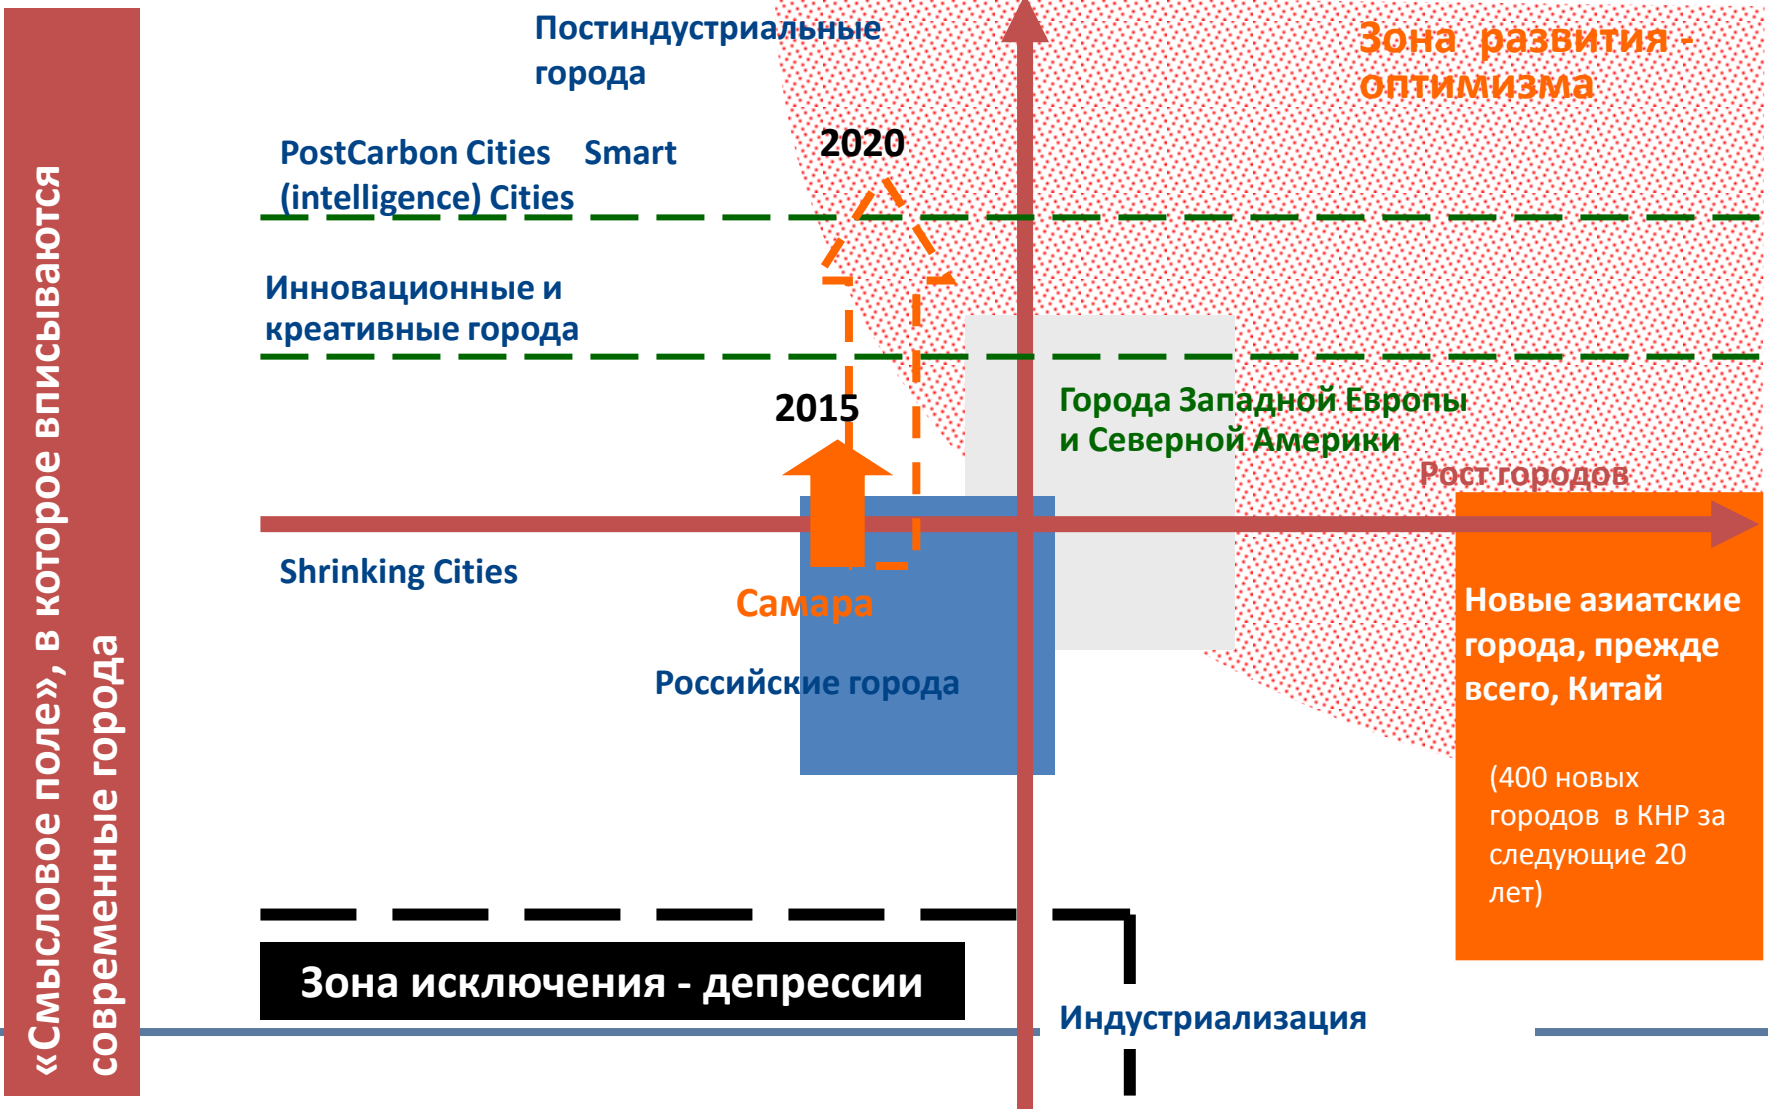 «Смысловое поле», в которое вписываются
современные города
Постиндустриальные
города
Зона развития -
оптимизма
2020
PostCarbon Cities Smart
(intelligence) Cities
Инновационные и
креативные города
2015
Города Западной Европы
и Северной Америки
Рост городов
Shrinking Cities
Самара
Российские города
Новые азиатские
города, прежде
всего, Китай
(400 новых
городов в КНР за
следующие 20
лет)
Зона исключения - депрессии
Индустриализация